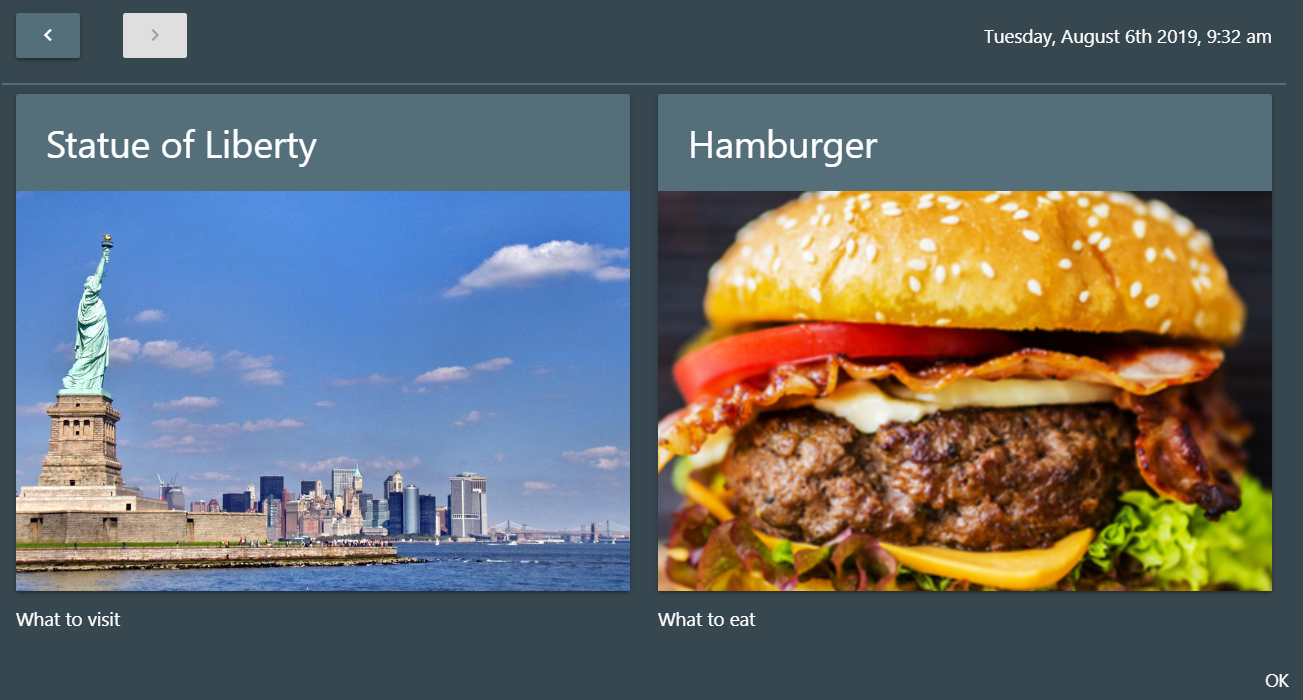 Tuesday, August 6th 2019, 9:32 am
Statue of Liberty
Hamburger
What to visit
What to eat
OK